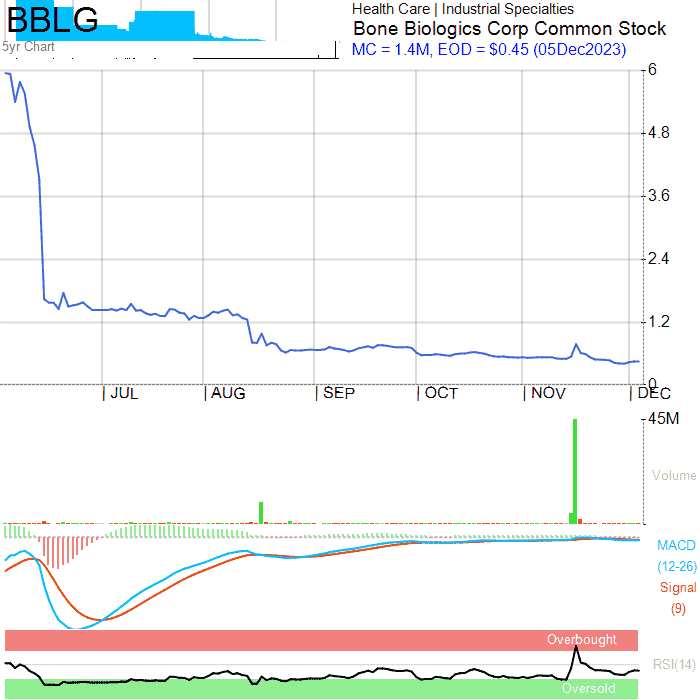 BBLG
5yr Chart
Health Care | Industrial Specialties
Bone Biologics Corp Common Stock
MC = 1.4M, EOD = $0.45 (05Dec2023)
6
4.8
3.6
2.4
1.2
0
JUL
AUG
SEP
OCT
NOV
DEC
45M
Volume
MACD
(12-26)
Signal
(9)
Overbought
RSI(14)
Oversold